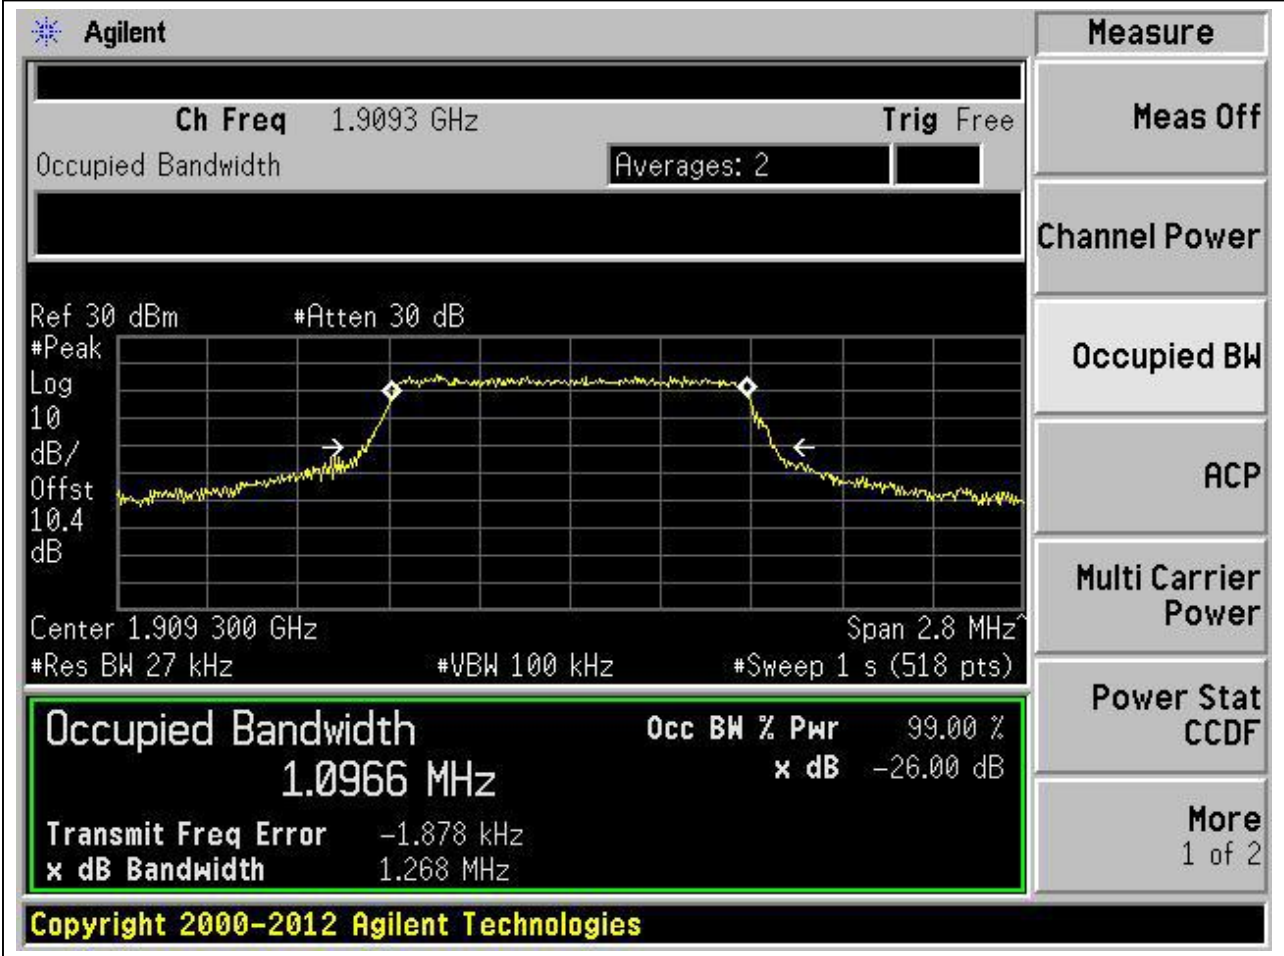 Agilent
Measure
Ch Freq 1.9093 GHz Trig Free
Occupied Bandwidth Averages: 2
Ref 30 dBm #Atten 30 dB
#Peak
Log
10
dB/
Offst
10.4
dB
Center 1.909 300 GHz Span 2.8 MHz^
#Res BW 27 kHz #VBW 100 kHz #Sweep 1 s (518 pts)
Occupied Bandwidth Occ BW % Pwr 99.00 %
1.0966 MHz x dB -26.00 dB
Transmit Freq Error -1.878 kHz
x dB Bandwidth 1.268 MHz
Copyright 2000-2012 Agilent Technologies
Meas Off
Channel Power
Occupied BW
ACP
Multi Carrier
Power
Power Stat
CCDF
More
1 of 2